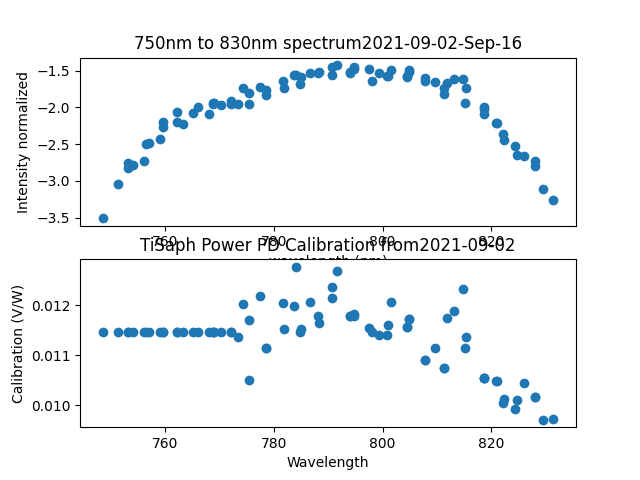 750nm to 830nm spectrum2021-09-02-Sep-16
−1.5
−2.0
−2.5
−3.0
−3.5
Intensity normalized
760
780
800
820
wavelength (nm)
TiSaph Power PD Calibration from2021-09-02
0.012
0.011
0.010
Calibration (V/W)
760
780
800
820
Wavelength